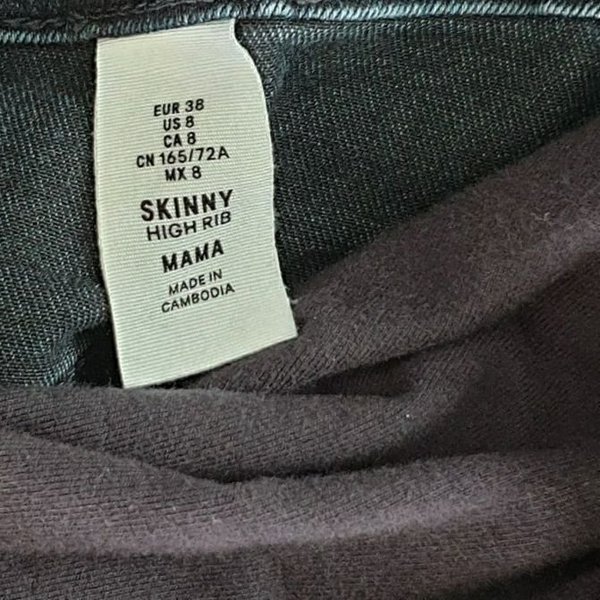 EUR 38
US 8
CA 8
CN 165/72A
MX 8
SKINNY
HIGH RIB
MAMA
MADE IN
CAMBODIA